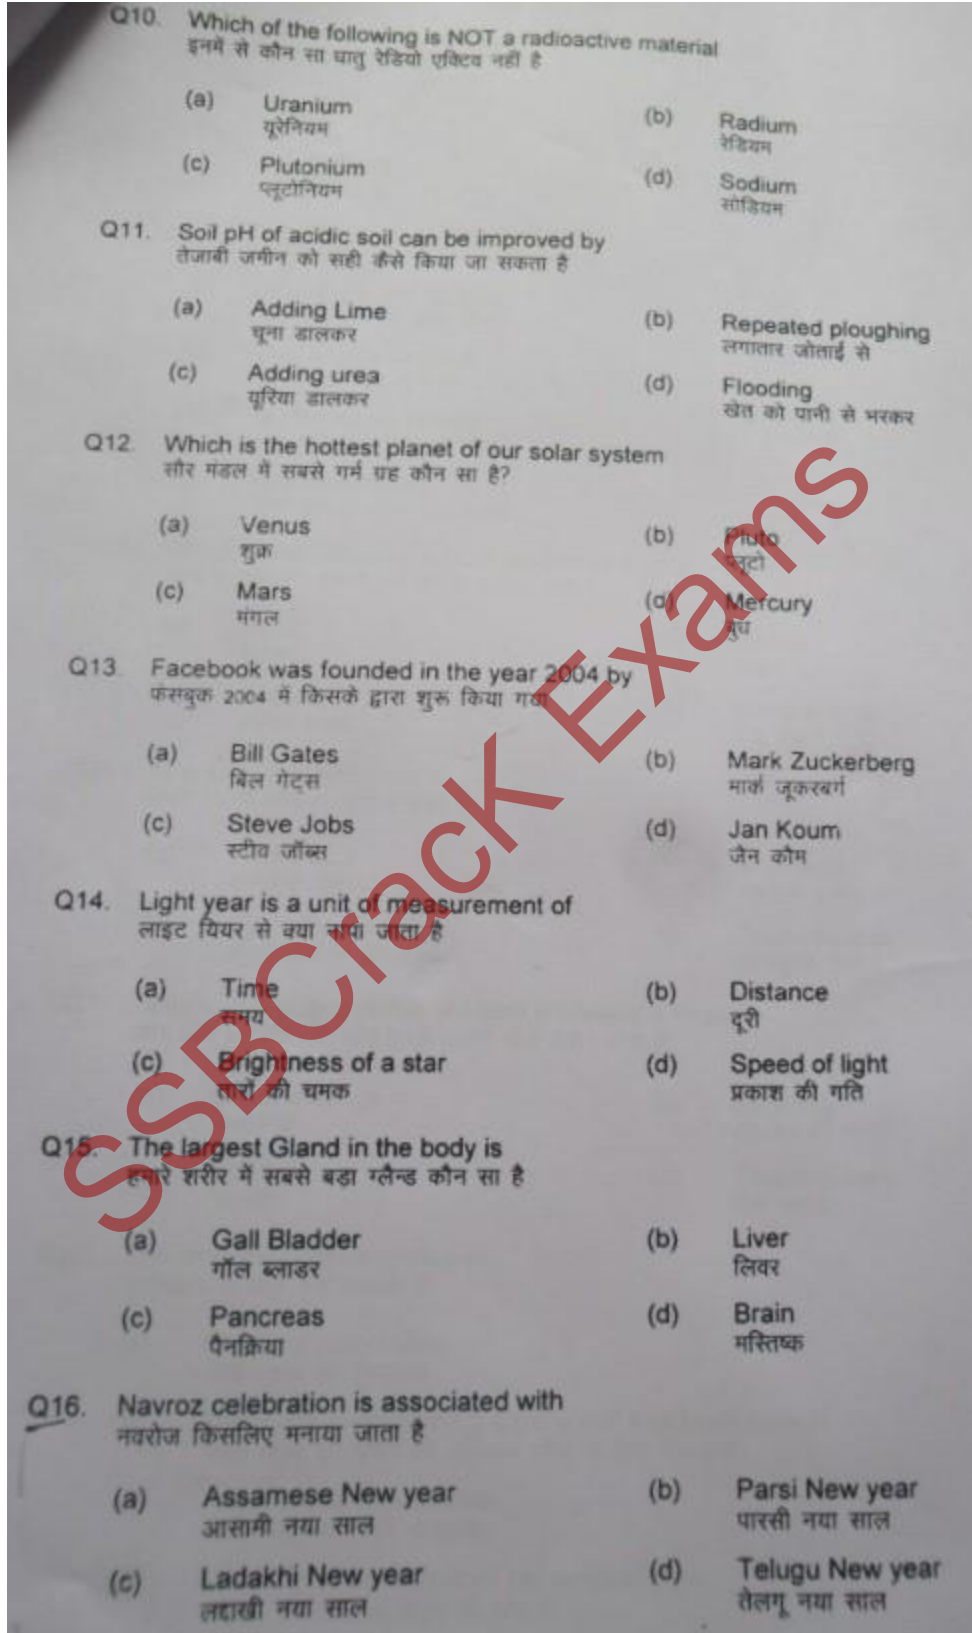 Q10. Which of the following is NOT a radioactive material
इनमें से कौन सा धातु रेडियो एक्टिव नहीं है
(a) Uranium (b) Radium
यूरेनियम रेडियम
(c) Plutonium (d) Sodium
प्लूटोनियम सोडियम
Q11. Soil pH of acidic soil can be improved by
तेजाबी जमीन को सही कैसे किया जा सकता है
(a) Adding Lime (b) Repeated ploughing
चूना डालकर लगातार जोताई से
(c) Adding urea (d) Flooding
यूरिया डालकर खेत को पानी से भरकर
Q12. Which is the hottest planet of our solar system
सौर मंडल में सबसे गर्म ग्रह कौन सा है?
(a) Venus (b) Pluto
शुक्र प्लूटो
(c) Mars (d) Mercury
मंगल बुध
Q13. Facebook was founded in the year 2004 by
फेसबुक 2004 में किसके द्वारा शुरू किया गया
(a) Bill Gates (b) Mark Zuckerberg
बिल गेट्स मार्क जूकरबर्ग
(c) Steve Jobs (d) Jan Koum
स्टीव जॉब्स जैन कौम
Q14. Light year is a unit of measurement of
लाइट यियर से क्या नापा जाता है
(a) Time (b) Distance
समय दूरी
(c) Brightness of a star (d) Speed of light
तारों की चमक प्रकाश की गति
Q15. The largest Gland in the body is
हमारे शरीर में सबसे बडा ग्लैन्ड कौन सा है
(a) Gall Bladder (b) Liver
गॉल ब्लाडर लिवर
(c) Pancreas (d) Brain
पैनक्रिया मस्तिष्क
Q16. Navroz celebration is associated with
नवरोज किसलिए मनाया जाता है
(a) Assamese New year (b) Parsi New year
आसामी नया साल पारसी नया साल
(c) Ladakhi New year (d) Telugu New year
लद्दाखी नया साल तेलगू नया साल
SSBCrack Exams